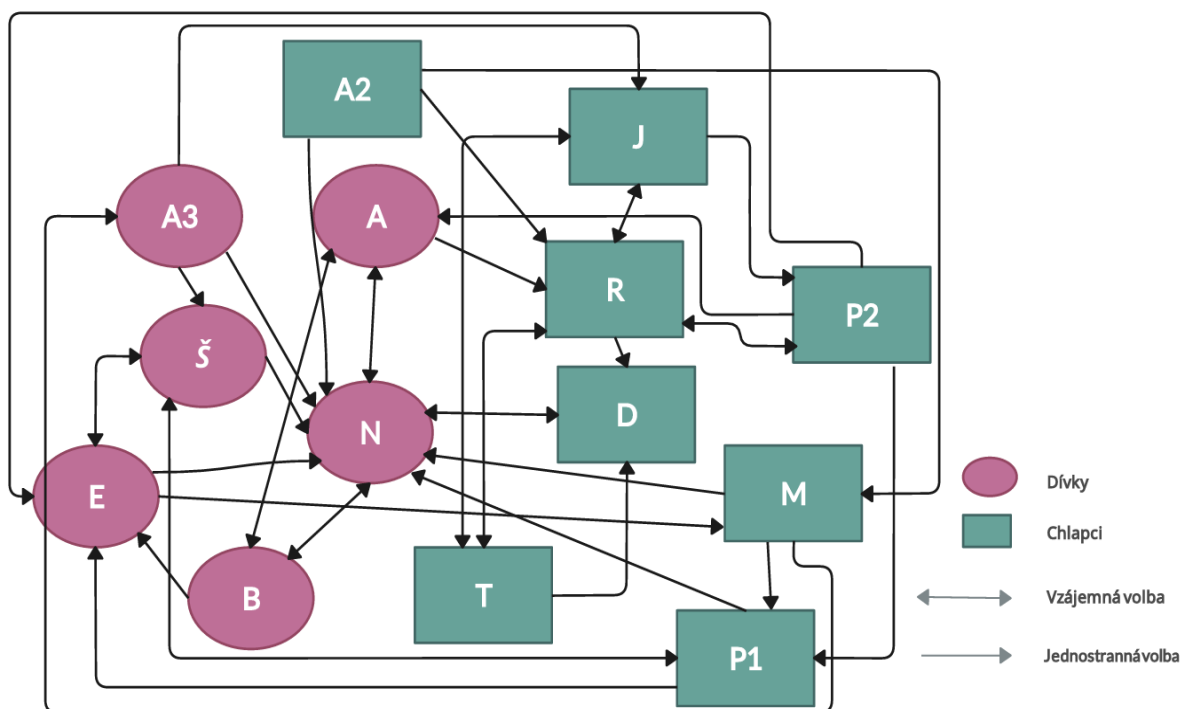 A2
J
A3
A
R
P2
Š
D
N
M
E
B
T
P1
Dívky
Chlapci
Vzájemná volba
Jednostranná volba